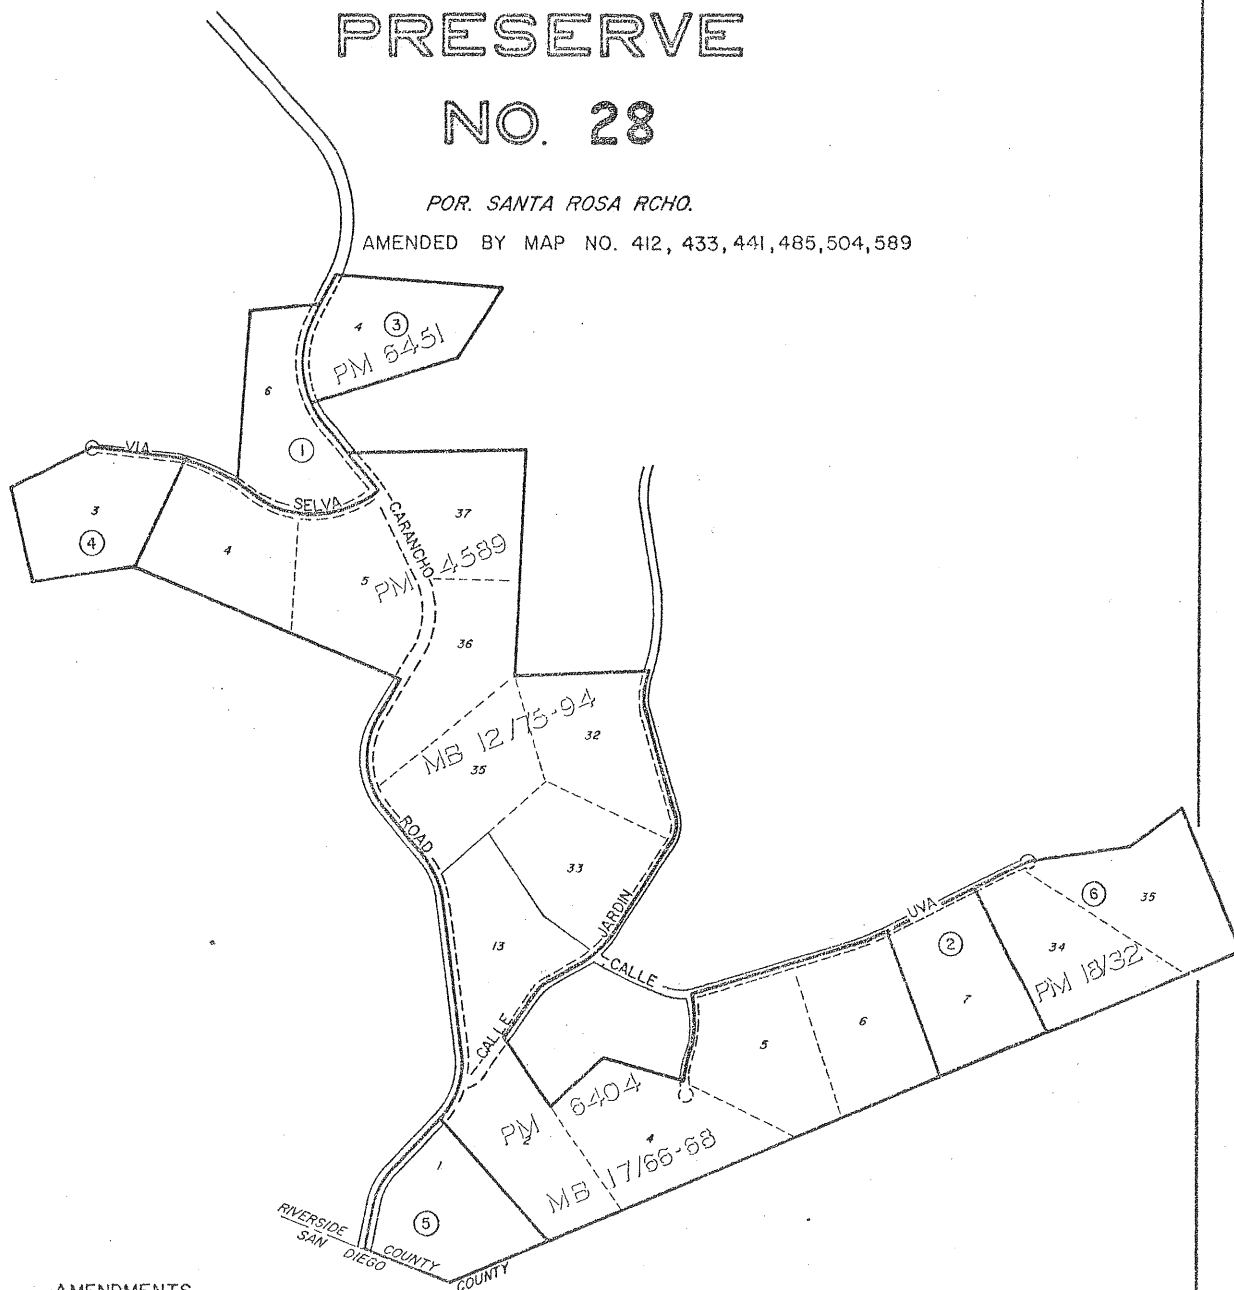 PRESERVE
NO. 28
POR. SANTA ROSA RCHO.
AMENDED BY MAP NO. 412, 433, 441, 485, 504, 589
4
3
PM 6451
6
1
VIA
SELVA
3
4
4
5
CARANCHO
37
PM 4589
36
MB 12/75-94
35
32
ROAD
33
JARDIN
13
CALLE
CALLE
UVA
6
35
2
34
PM 18/32
7
6
5
PM 6404
2
4
MB 17/66-68
1
5
RIVERSIDE COUNTY
SAN DIEGO COUNTY
AMENDMENTS